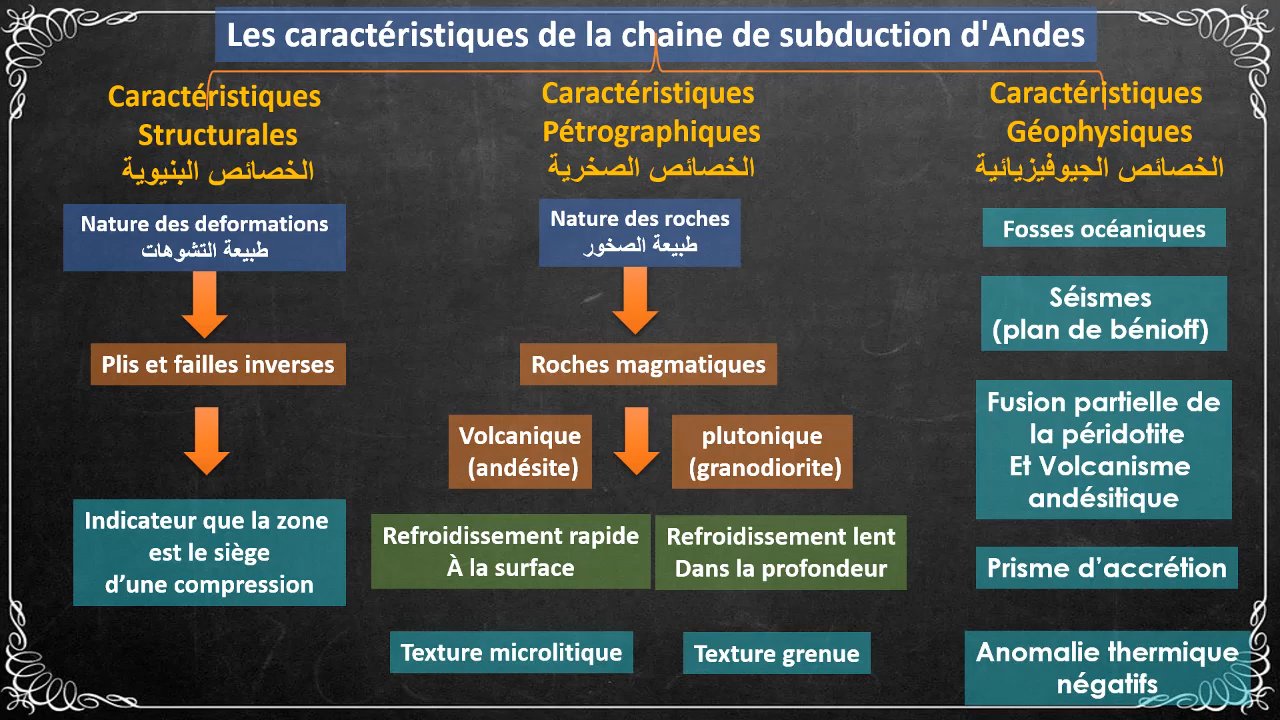 Les caractéristiques de la chaine de subduction d'Andes
Caractéristiques
Structurales
الخصائص البنيوية
Nature des deformations
طبيعة التشوهات
Plis et failles inverses
Indicateur que la zone
est le siège
d’une compression
Caractéristiques
Pétrographiques
الخصائص الصخرية
Nature des roches
طبيعة الصخور
Roches magmatiques
Volcanique
(andésite)
plutonique
(granodiorite)
Refroidissement rapide
À la surface
Refroidissement lent
Dans la profondeur
Texture microlitique
Texture grenue
Caractéristiques
Géophysiques
الخصائص الجيوفيزيائية
Fosses océaniques
Séismes
(plan de bénioff)
Fusion partielle de
la péridotite
Et Volcanisme
andésitique
Prisme d’accrétion
Anomalie thermique
négatifs